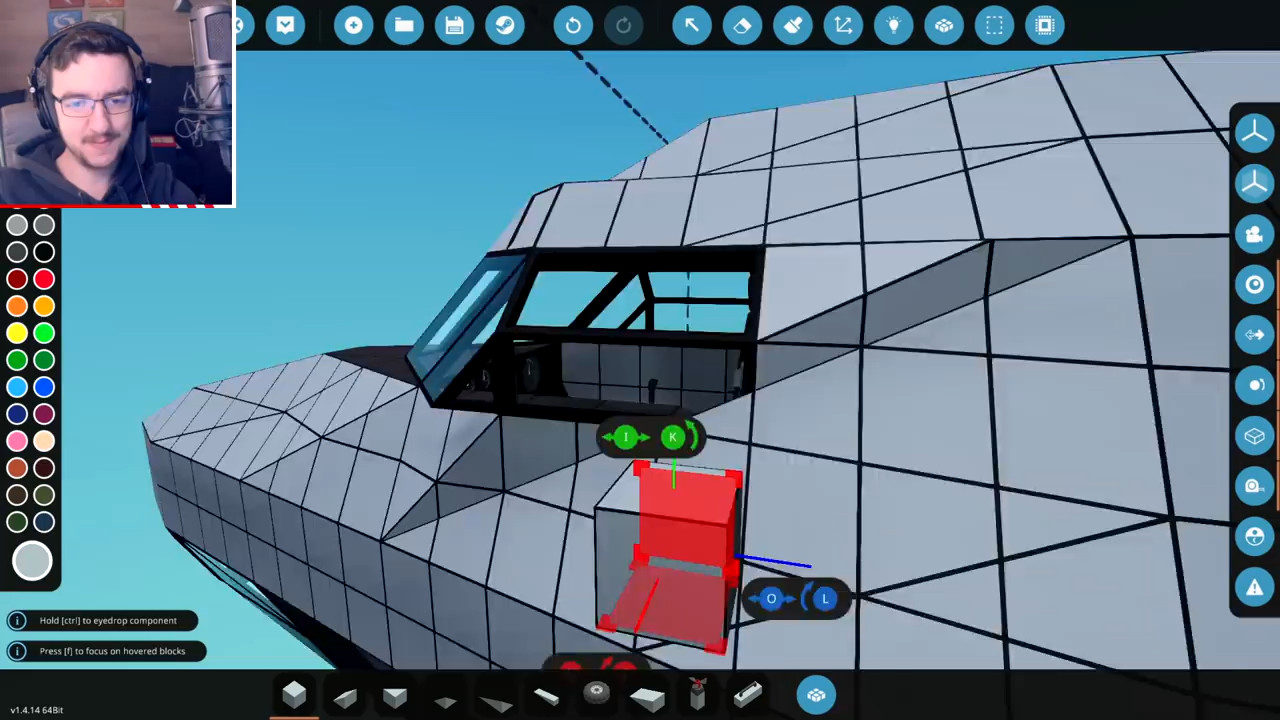 I K
O L
Hold [ctrl] to eyedrop component
Press [f] to focus on hovered blocks
v1.4.14 64Bit